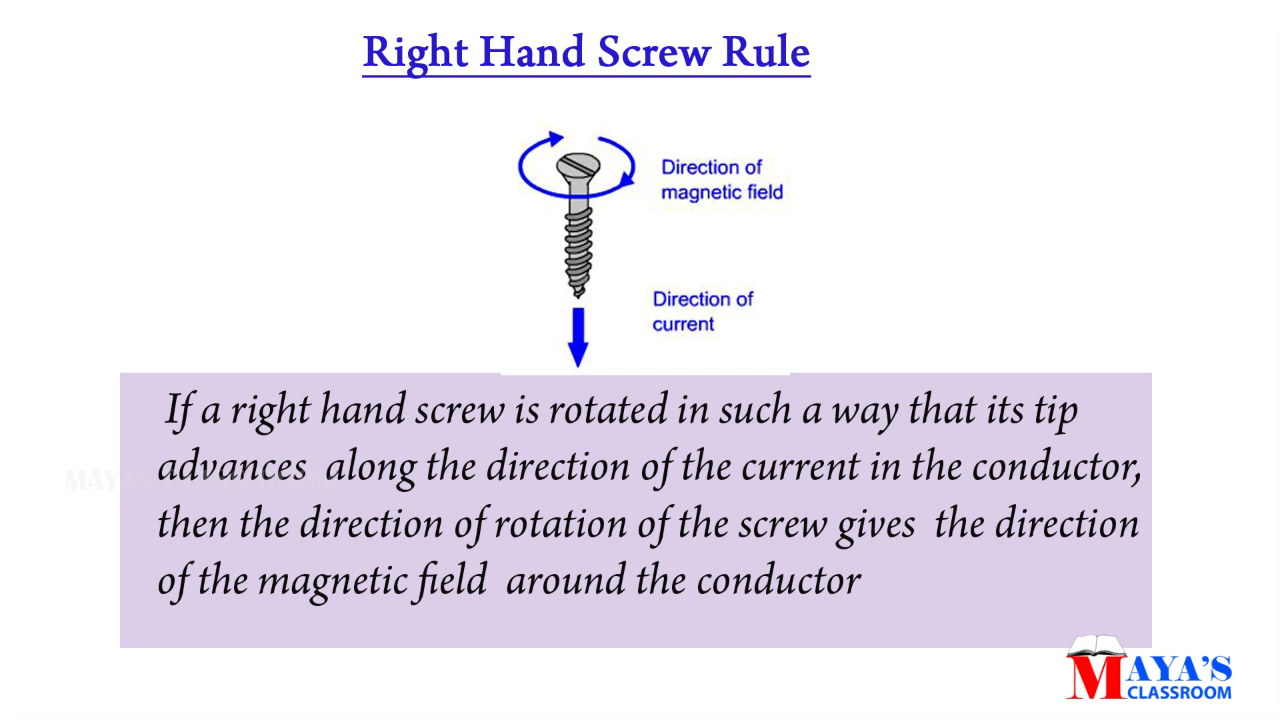 Right Hand Screw Rule
Direction of
magnetic field
Direction of
current
If a right hand screw is rotated in such a way that its tip
advances along the direction of the current in the conductor,
then the direction of rotation of the screw gives the direction
of the magnetic field around the conductor
MAYA'S
CLASSROOM